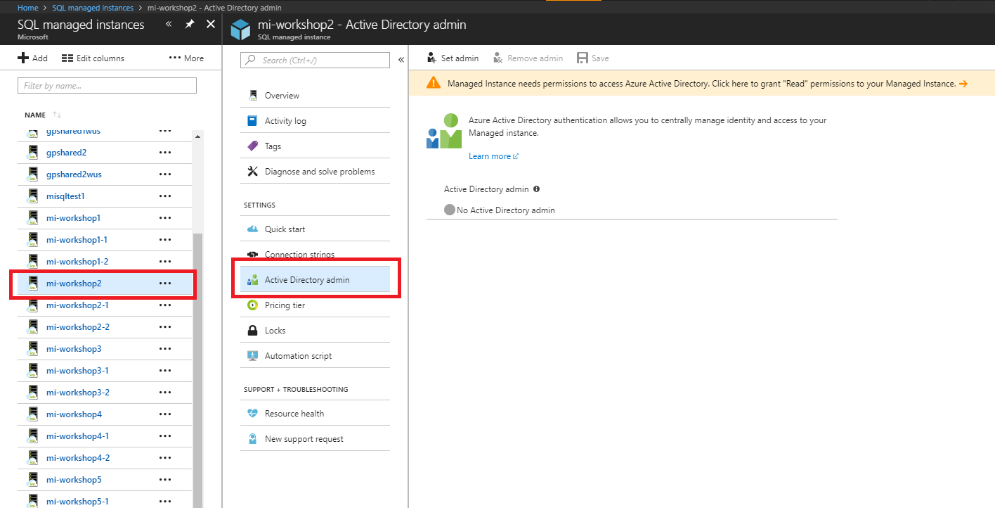 Home > SQL managed instances > mi-workshop2 - Active Directory admin
SQL managed instances
Microsoft
Add
Edit columns
More
Filter by name...
NAME
gpshared1wus
gpshared2
gpshared2wus
misqltest1
mi-workshop1
mi-workshop1-1
mi-workshop1-2
mi-workshop2
mi-workshop2-1
mi-workshop2-2
mi-workshop3
mi-workshop3-1
mi-workshop3-2
mi-workshop4
mi-workshop4-1
mi-workshop4-2
mi-workshop5
mi-workshop5-1
mi-workshop2 - Active Directory admin
SQL managed instance
Search (Ctrl+/)
Overview
Activity log
Tags
Diagnose and solve problems
SETTINGS
Quick start
Connection strings
Active Directory admin
Pricing tier
Locks
Automation script
SUPPORT + TROUBLESHOOTING
Resource health
New support request
Set admin
Remove admin
Save
Managed Instance needs permissions to access Azure Active Directory. Click here to grant "Read" permissions to your Managed Instance.
Azure Active Directory authentication allows you to centrally manage identity and access to your
Managed instance.
Learn more
Active Directory admin
No Active Directory admin